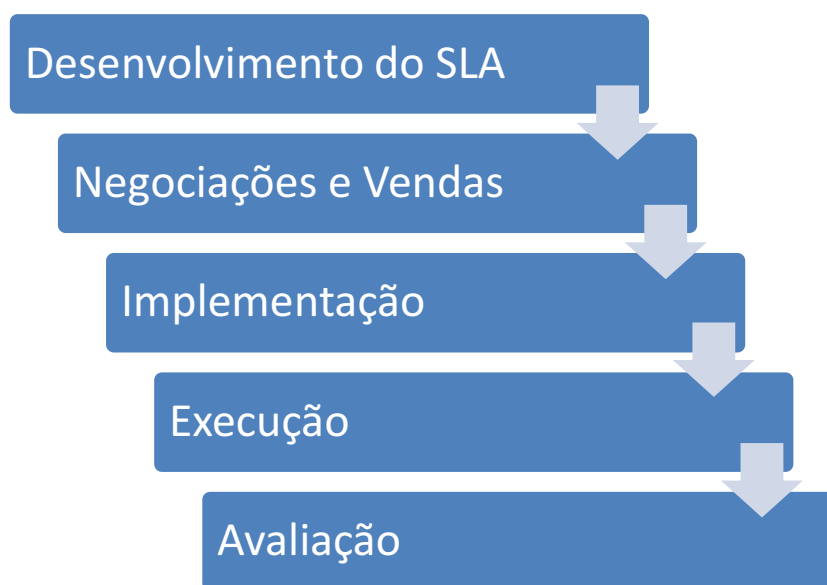 Desenvolvimento do SLA
Negociações e Vendas
Implementação
Execução
Avaliação